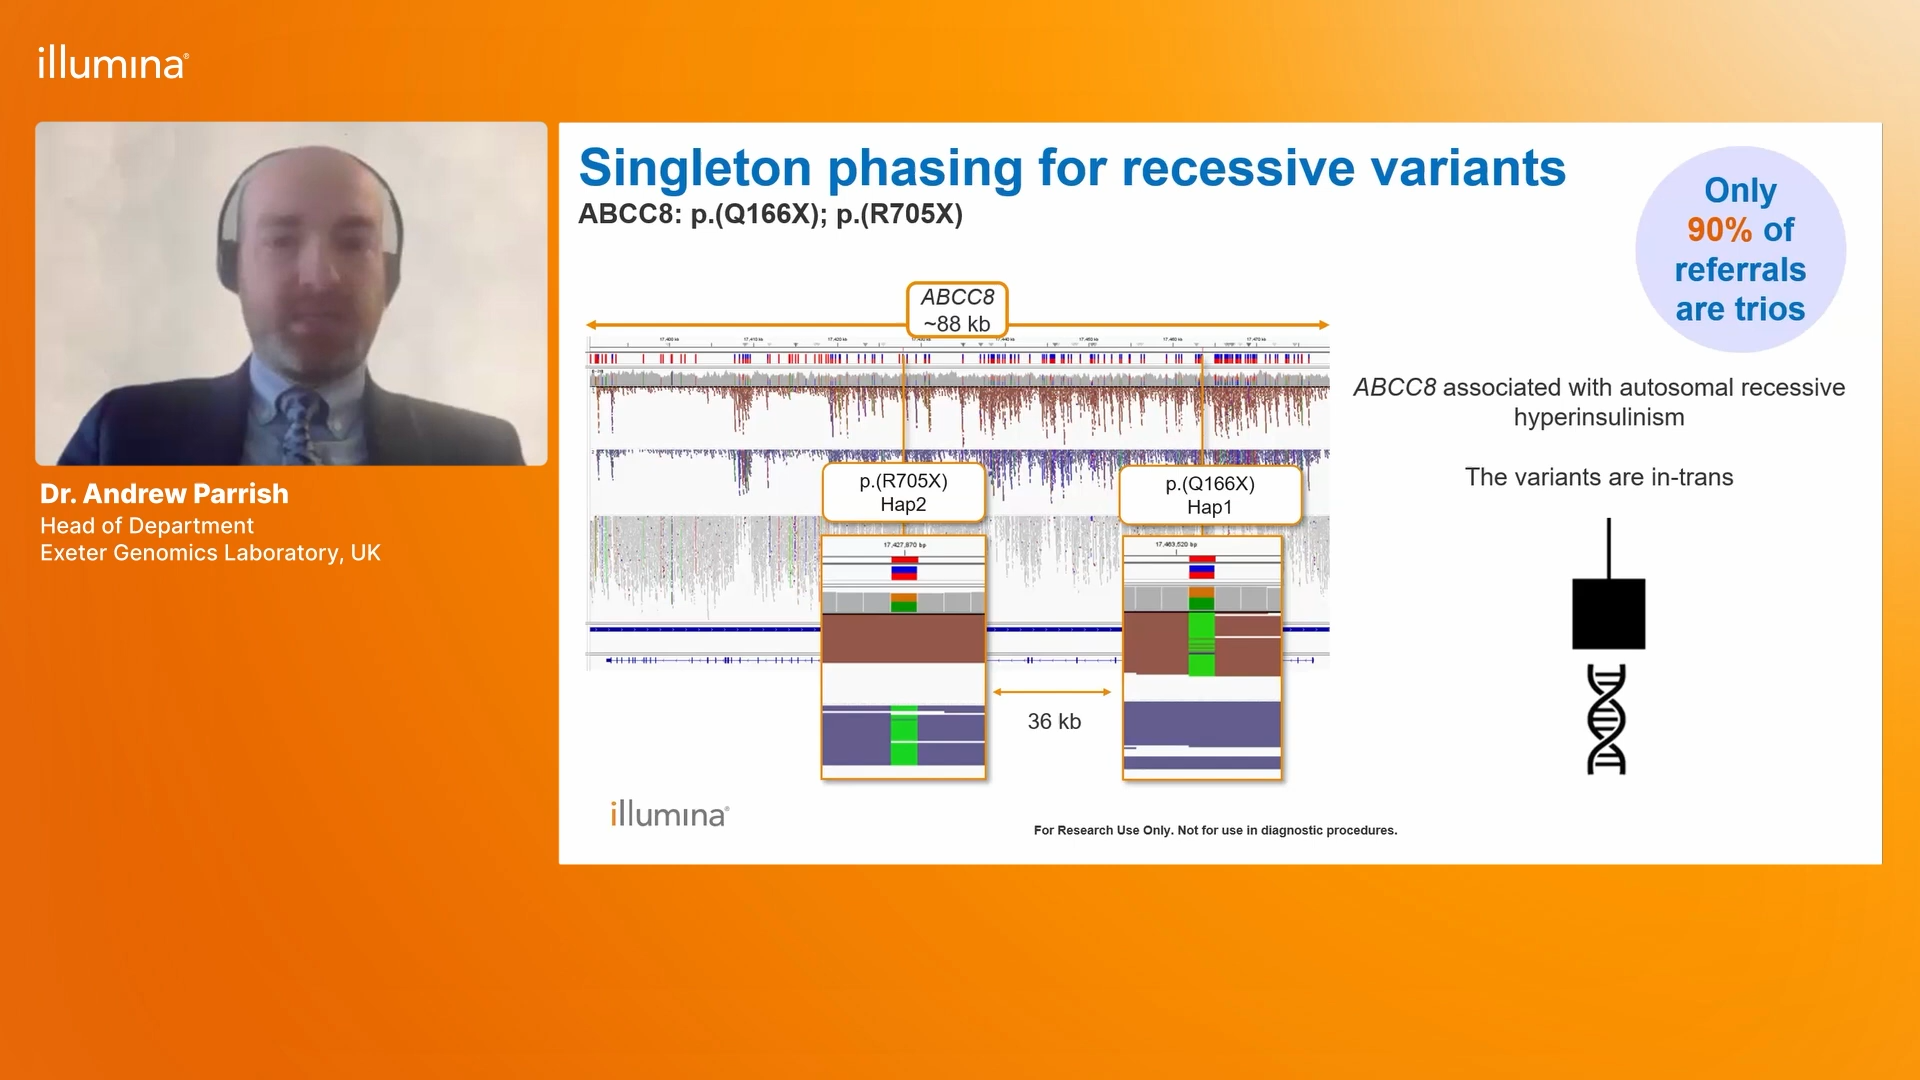 illumina®
Dr. Andrew Parrish
Head of Department
Exeter Genomics Laboratory, UK
Singleton phasing for recessive variants
ABCC8: p.(Q166X); p.(R705X)
Only
90% of
referrals
are trios
ABCC8
~88 kb
ABCC8 associated with autosomal recessive
hyperinsulinism
The variants are in-trans
p.(R705X)
Hap2
p.(Q166X)
Hap1
17,427,870 bp
17,463,520 bp
36 kb
illumina®
For Research Use Only. Not for use in diagnostic procedures.